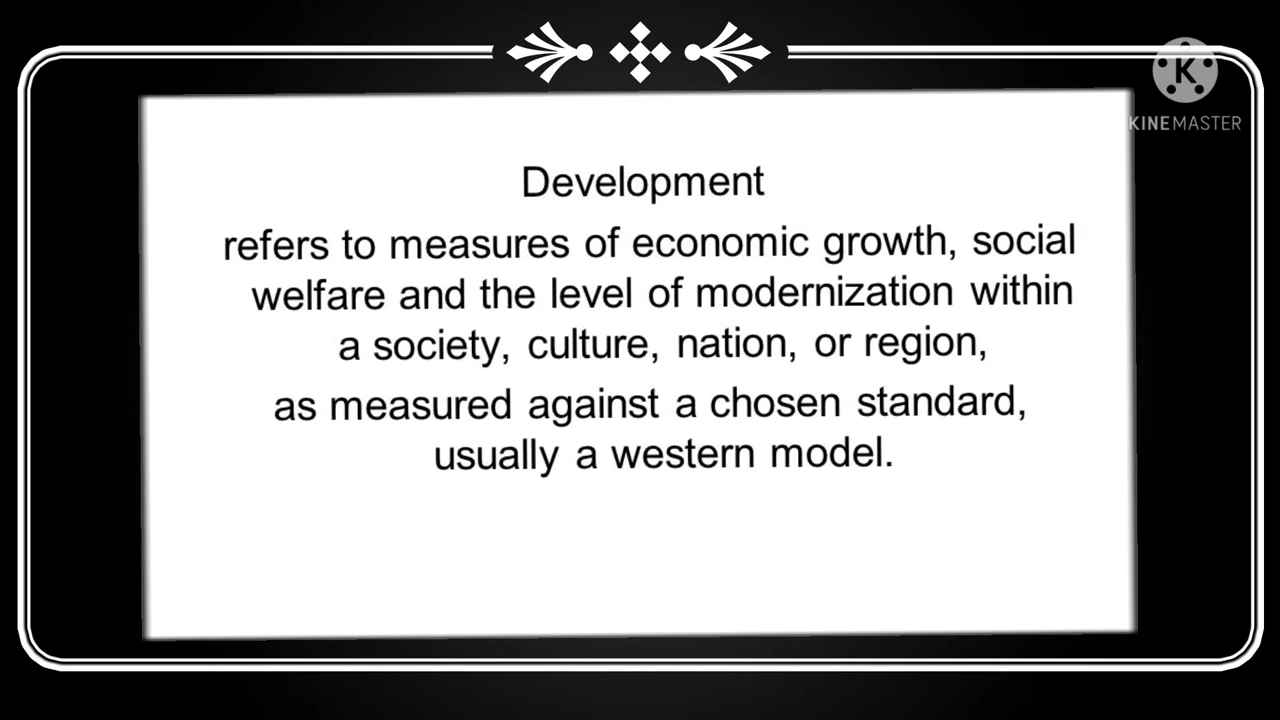 K
KINEMASTER
Development
refers to measures of economic growth, social
welfare and the level of modernization within
a society, culture, nation, or region,
as measured against a chosen standard,
usually a western model.